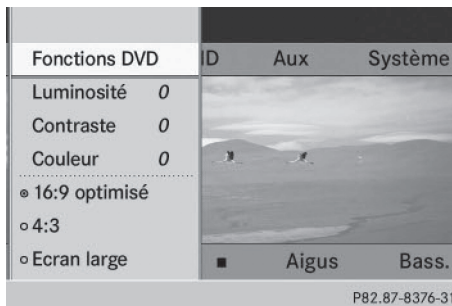 Fonctions DVD ID Aux Système
Luminosité 0
Contraste 0
Couleur 0
16:9 optimisé
4:3
Ecran large
Aigus Bass.
P82.87-8376-31